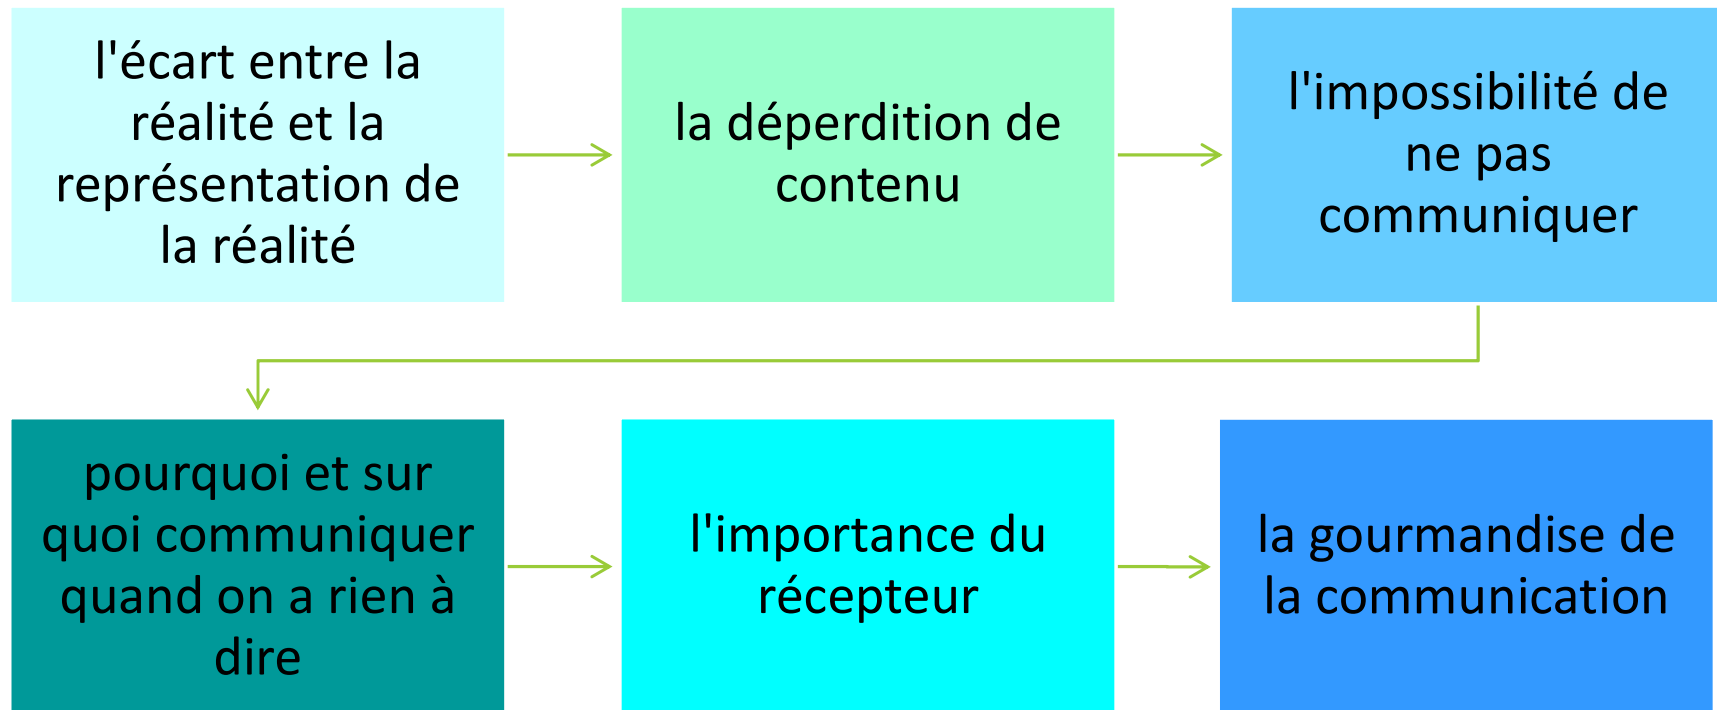 l'écart entre la
réalité et la
représentation de
la réalité
la déperdition de
contenu
l'impossibilité de
ne pas
communiquer
pourquoi et sur
quoi communiquer
quand on a rien à
dire
l'importance du
récepteur
la gourmandise de
la communication